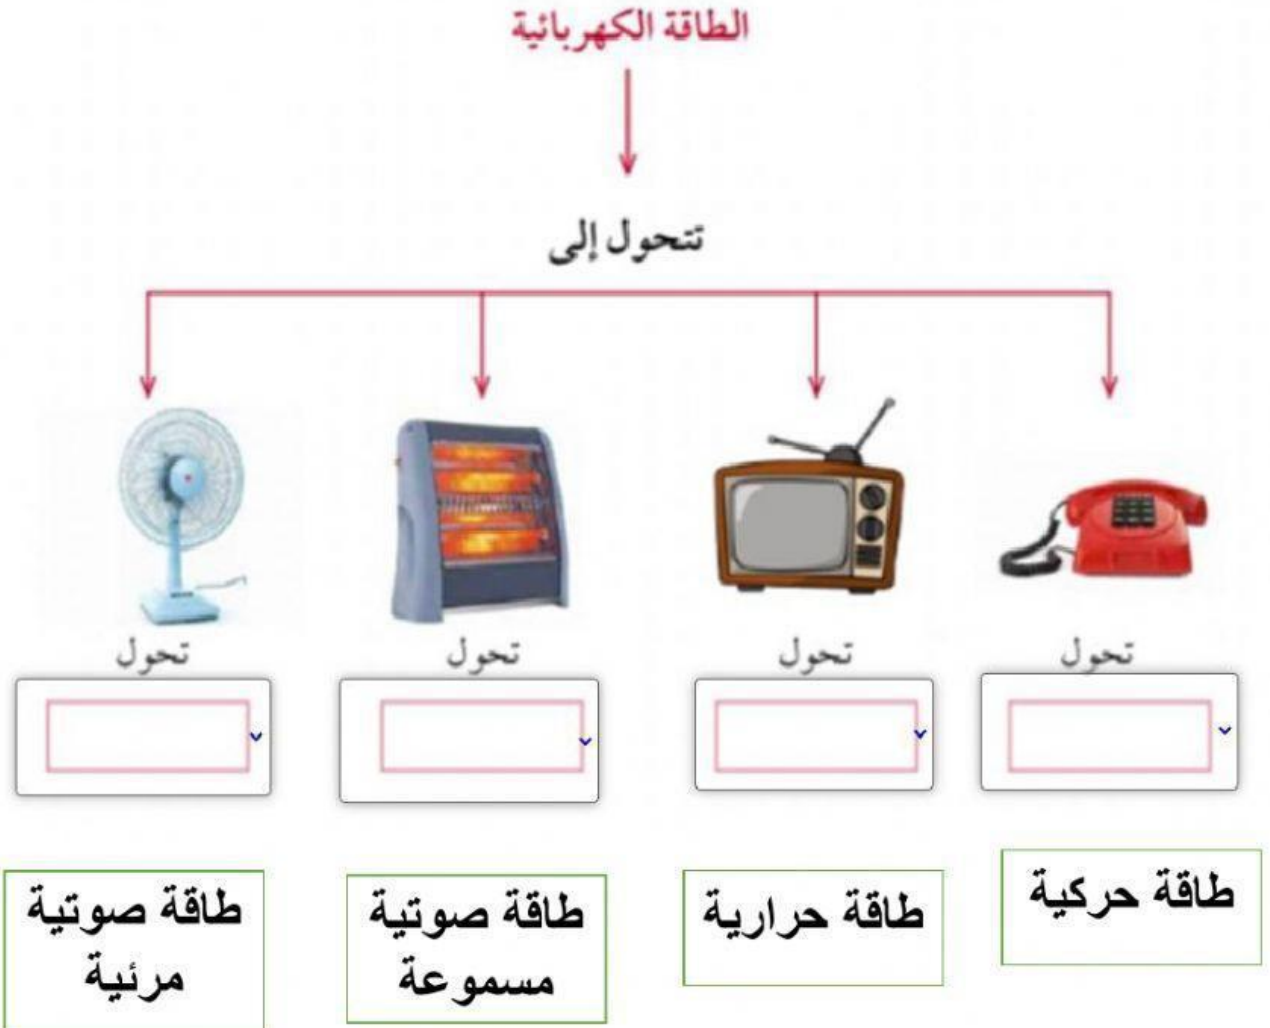 الطاقة الكهربائية
تتحول إلى
تحول
تحول
تحول
تحول
طاقة حركية
طاقة حرارية
طاقة صوتية
مسموعة
طاقة صوتية
مرئية